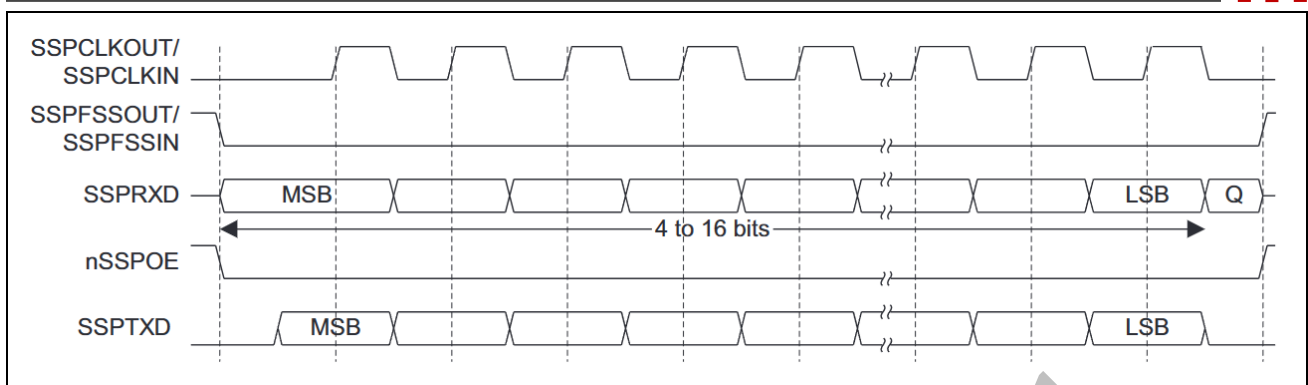 SSPCLKOUT/
SSPCLKIN
SSPFSSOUT/
SSPFSSIN
SSPRXD
MSB
LSB
Q
4 to 16 bits
nSSPOE
SSPTXD
MSB
LSB